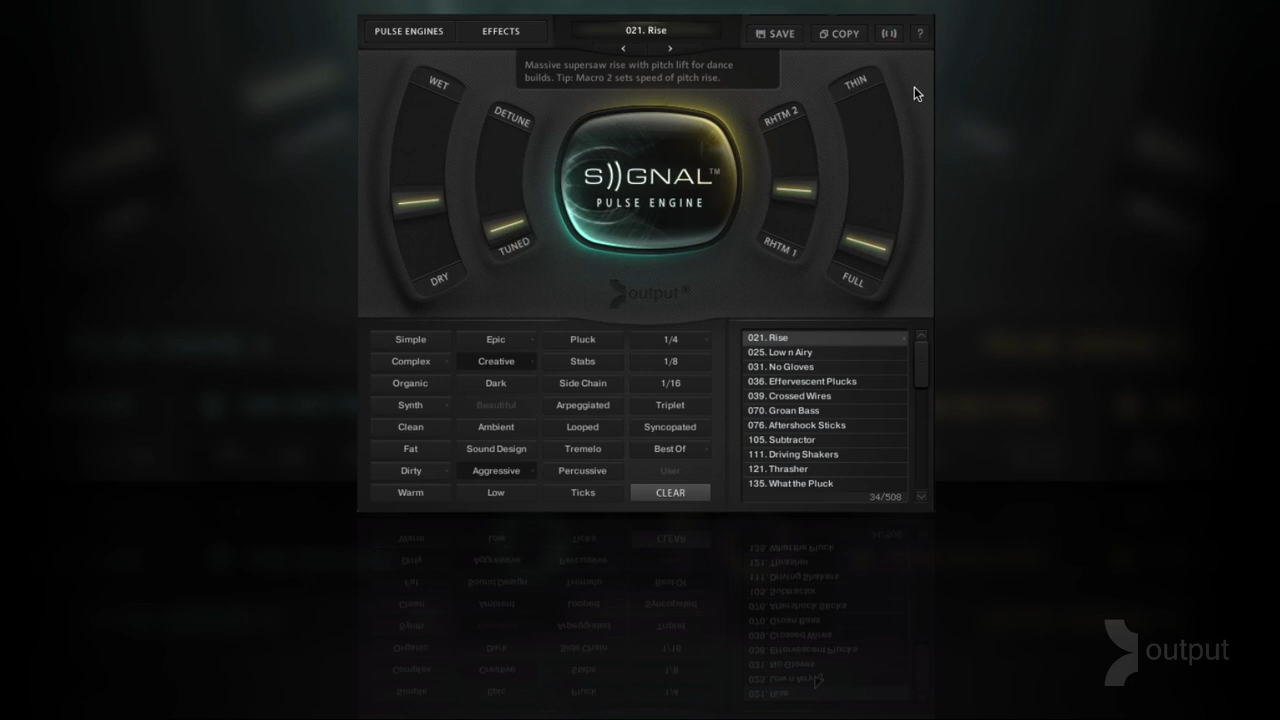 PULSE ENGINES
EFFECTS
021. Rise
SAVE
COPY
?
Massive supersaw rise with pitch lift for dance
builds. Tip: Macro 2 sets speed of pitch rise.
WET
DRY
DETUNE
TUNED
S))GNAL™
PULSE ENGINE
RHTM 2
RHTM 1
THIN
FULL
output
Simple
Epic
Pluck
1/4
Complex
Creative
Stabs
1/8
Organic
Dark
Side Chain
1/16
Synth
Beautiful
Arpeggiated
Triplet
Clean
Ambient
Looped
Syncopated
Fat
Sound Design
Tremelo
Best Of
Dirty
Aggressive
Percussive
User
Warm
Low
Ticks
CLEAR
021. Rise
025. Low n Airy
031. No Gloves
036. Effervescent Plucks
039. Crossed Wires
070. Groan Bass
076. Aftershock Sticks
105. Subtractor
111. Driving Shakers
121. Thrasher
135. What the Pluck
34/508
output